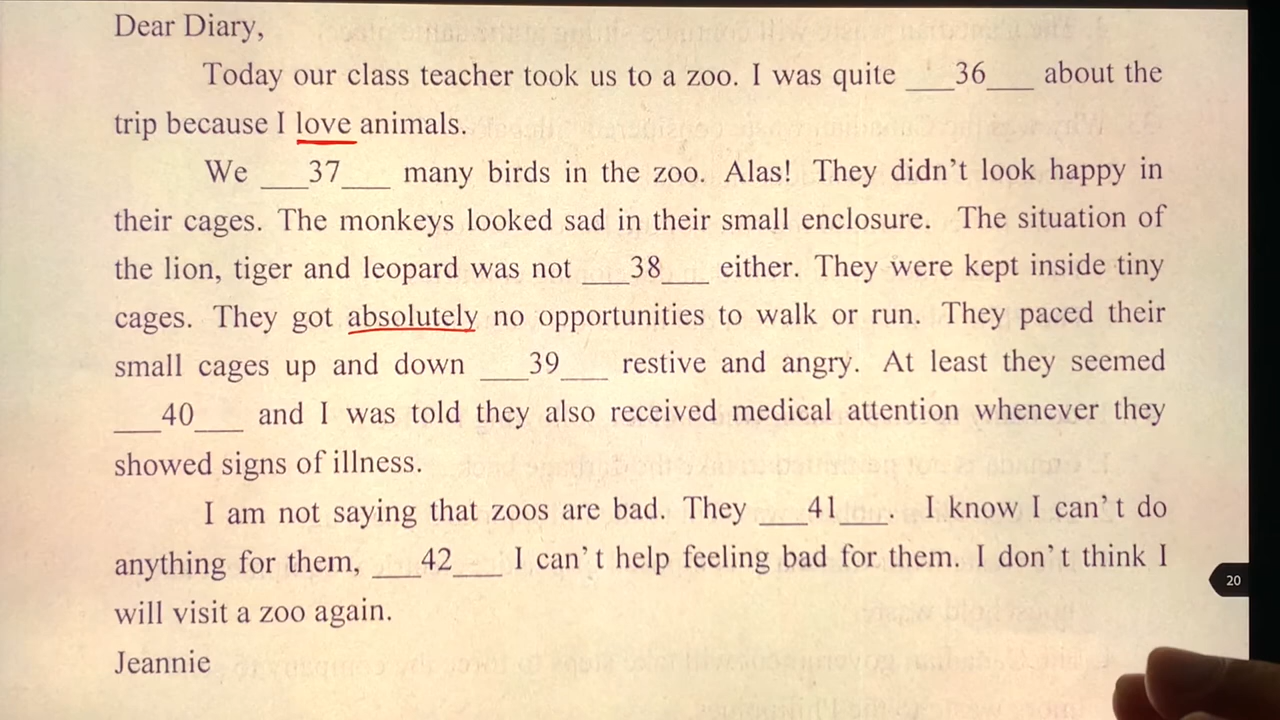 Dear Diary,
Today our class teacher took us to a zoo. I was quite ___36___ about the
trip because I love animals.
We ___37___ many birds in the zoo. Alas! They didn't look happy in
their cages. The monkeys looked sad in their small enclosure. The situation of
the lion, tiger and leopard was not ___38___ either. They were kept inside tiny
cages. They got absolutely no opportunities to walk or run. They paced their
small cages up and down ___39___ restive and angry. At least they seemed
___40___ and I was told they also received medical attention whenever they
showed signs of illness.
I am not saying that zoos are bad. They ___41___. I know I can't do
anything for them, ___42___ I can't help feeling bad for them. I don't think I
will visit a zoo again.
Jeannie
20